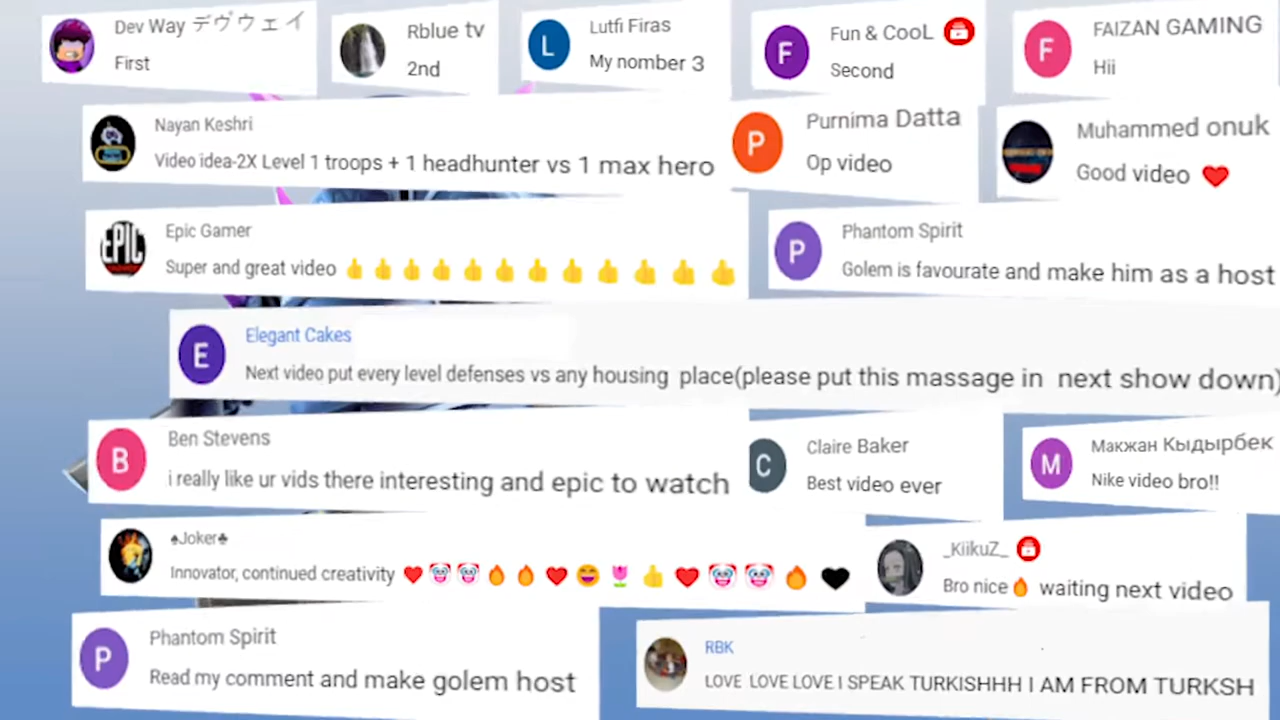 Dev Way デヴウェイ
First
Rblue tv
2nd
L
Lutfi Firas
My nomber 3
F
Fun & CooL
Second
F
FAIZAN GAMING
Hii
Nayan Keshri
Video idea-2X Level 1 troops + 1 headhunter vs 1 max hero
P
Purnima Datta
Op video
Muhammed onuk
Good video ❤️
EPIC
Epic Gamer
Super and great video 👍👍👍👍👍👍👍👍👍👍👍👍
P
Phantom Spirit
Golem is favourate and make him as a host
E
Elegant Cakes
Next video put every level defenses vs any housing place(please put this massage in next show down)
B
Ben Stevens
i really like ur vids there interesting and epic to watch
C
Claire Baker
Best video ever
M
Макжан Кыдырбек
Nike video bro!!
♠Joker♣
Innovator, continued creativity ❤️🤡🤡🔥🔥❤️😄🌷👍❤️🤡🤡🔥🖤
_KiikuZ_
Bro nice🔥 waiting next video
P
Phantom Spirit
Read my comment and make golem host
RBK
LOVE LOVE LOVE I SPEAK TURKISHHH I AM FROM TURKSH